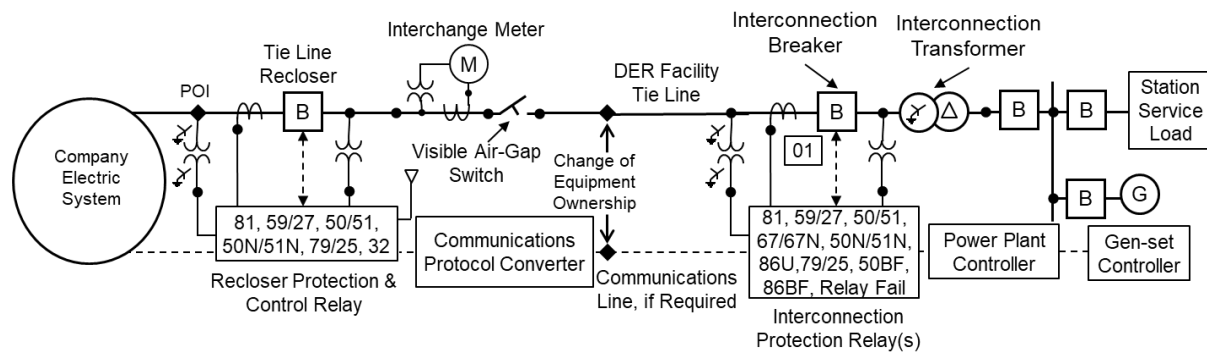 Interchange Meter
M
Tie Line
Recloser
POI
B
Company
Electric
System
Visible Air-Gap
Switch
DER Facility
Tie Line
Change of
Equipment
Ownership
Interconnection
Breaker
B
01
Interconnection
Transformer
Δ
B
B
Station
Service
Load
B
G
81, 59/27, 50/51,
50N/51N, 79/25, 32
Recloser Protection &
Control Relay
Communications
Protocol Converter
Communications
Line, if Required
81, 59/27, 50/51,
67/67N, 50N/51N,
86U,79/25, 50BF,
86BF, Relay Fail
Interconnection
Protection Relay(s)
Power Plant
Controller
Gen-set
Controller